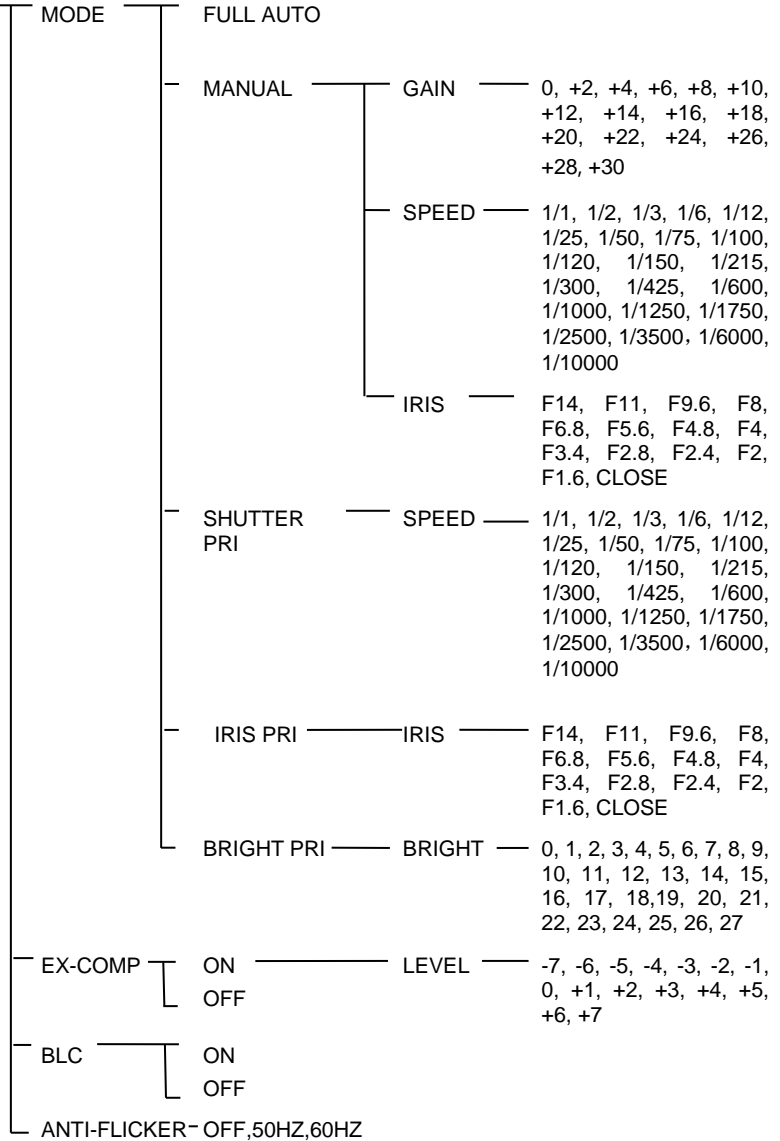 MODE FULL AUTO
MANUAL GAIN 0, +2, +4, +6, +8, +10,
+12, +14, +16, +18,
+20, +22, +24, +26,
+28, +30
SPEED 1/1, 1/2, 1/3, 1/6, 1/12,
1/25, 1/50, 1/75, 1/100,
1/120, 1/150, 1/215,
1/300, 1/425, 1/600,
1/1000, 1/1250, 1/1750,
1/2500, 1/3500，1/6000,
1/10000
IRIS F14, F11, F9.6, F8,
F6.8, F5.6, F4.8, F4,
F3.4, F2.8, F2.4, F2,
F1.6, CLOSE
SHUTTER
PRI
SPEED 1/1, 1/2, 1/3, 1/6, 1/12,
1/25, 1/50, 1/75, 1/100,
1/120, 1/150, 1/215,
1/300, 1/425, 1/600,
1/1000, 1/1250, 1/1750,
1/2500, 1/3500，1/6000,
1/10000
IRIS PRI IRIS F14, F11, F9.6, F8,
F6.8, F5.6, F4.8, F4,
F3.4, F2.8, F2.4, F2,
F1.6, CLOSE
BRIGHT PRI BRIGHT 0, 1, 2, 3, 4, 5, 6, 7, 8, 9,
10, 11, 12, 13, 14, 15,
16, 17, 18,19, 20, 21,
22, 23, 24, 25, 26, 27
EX-COMP ON LEVEL -7, -6, -5, -4, -3, -2, -1,
0, +1, +2, +3, +4, +5,
+6, +7
OFF
BLC ON
OFF
ANTI-FLICKER OFF,50HZ,60HZ